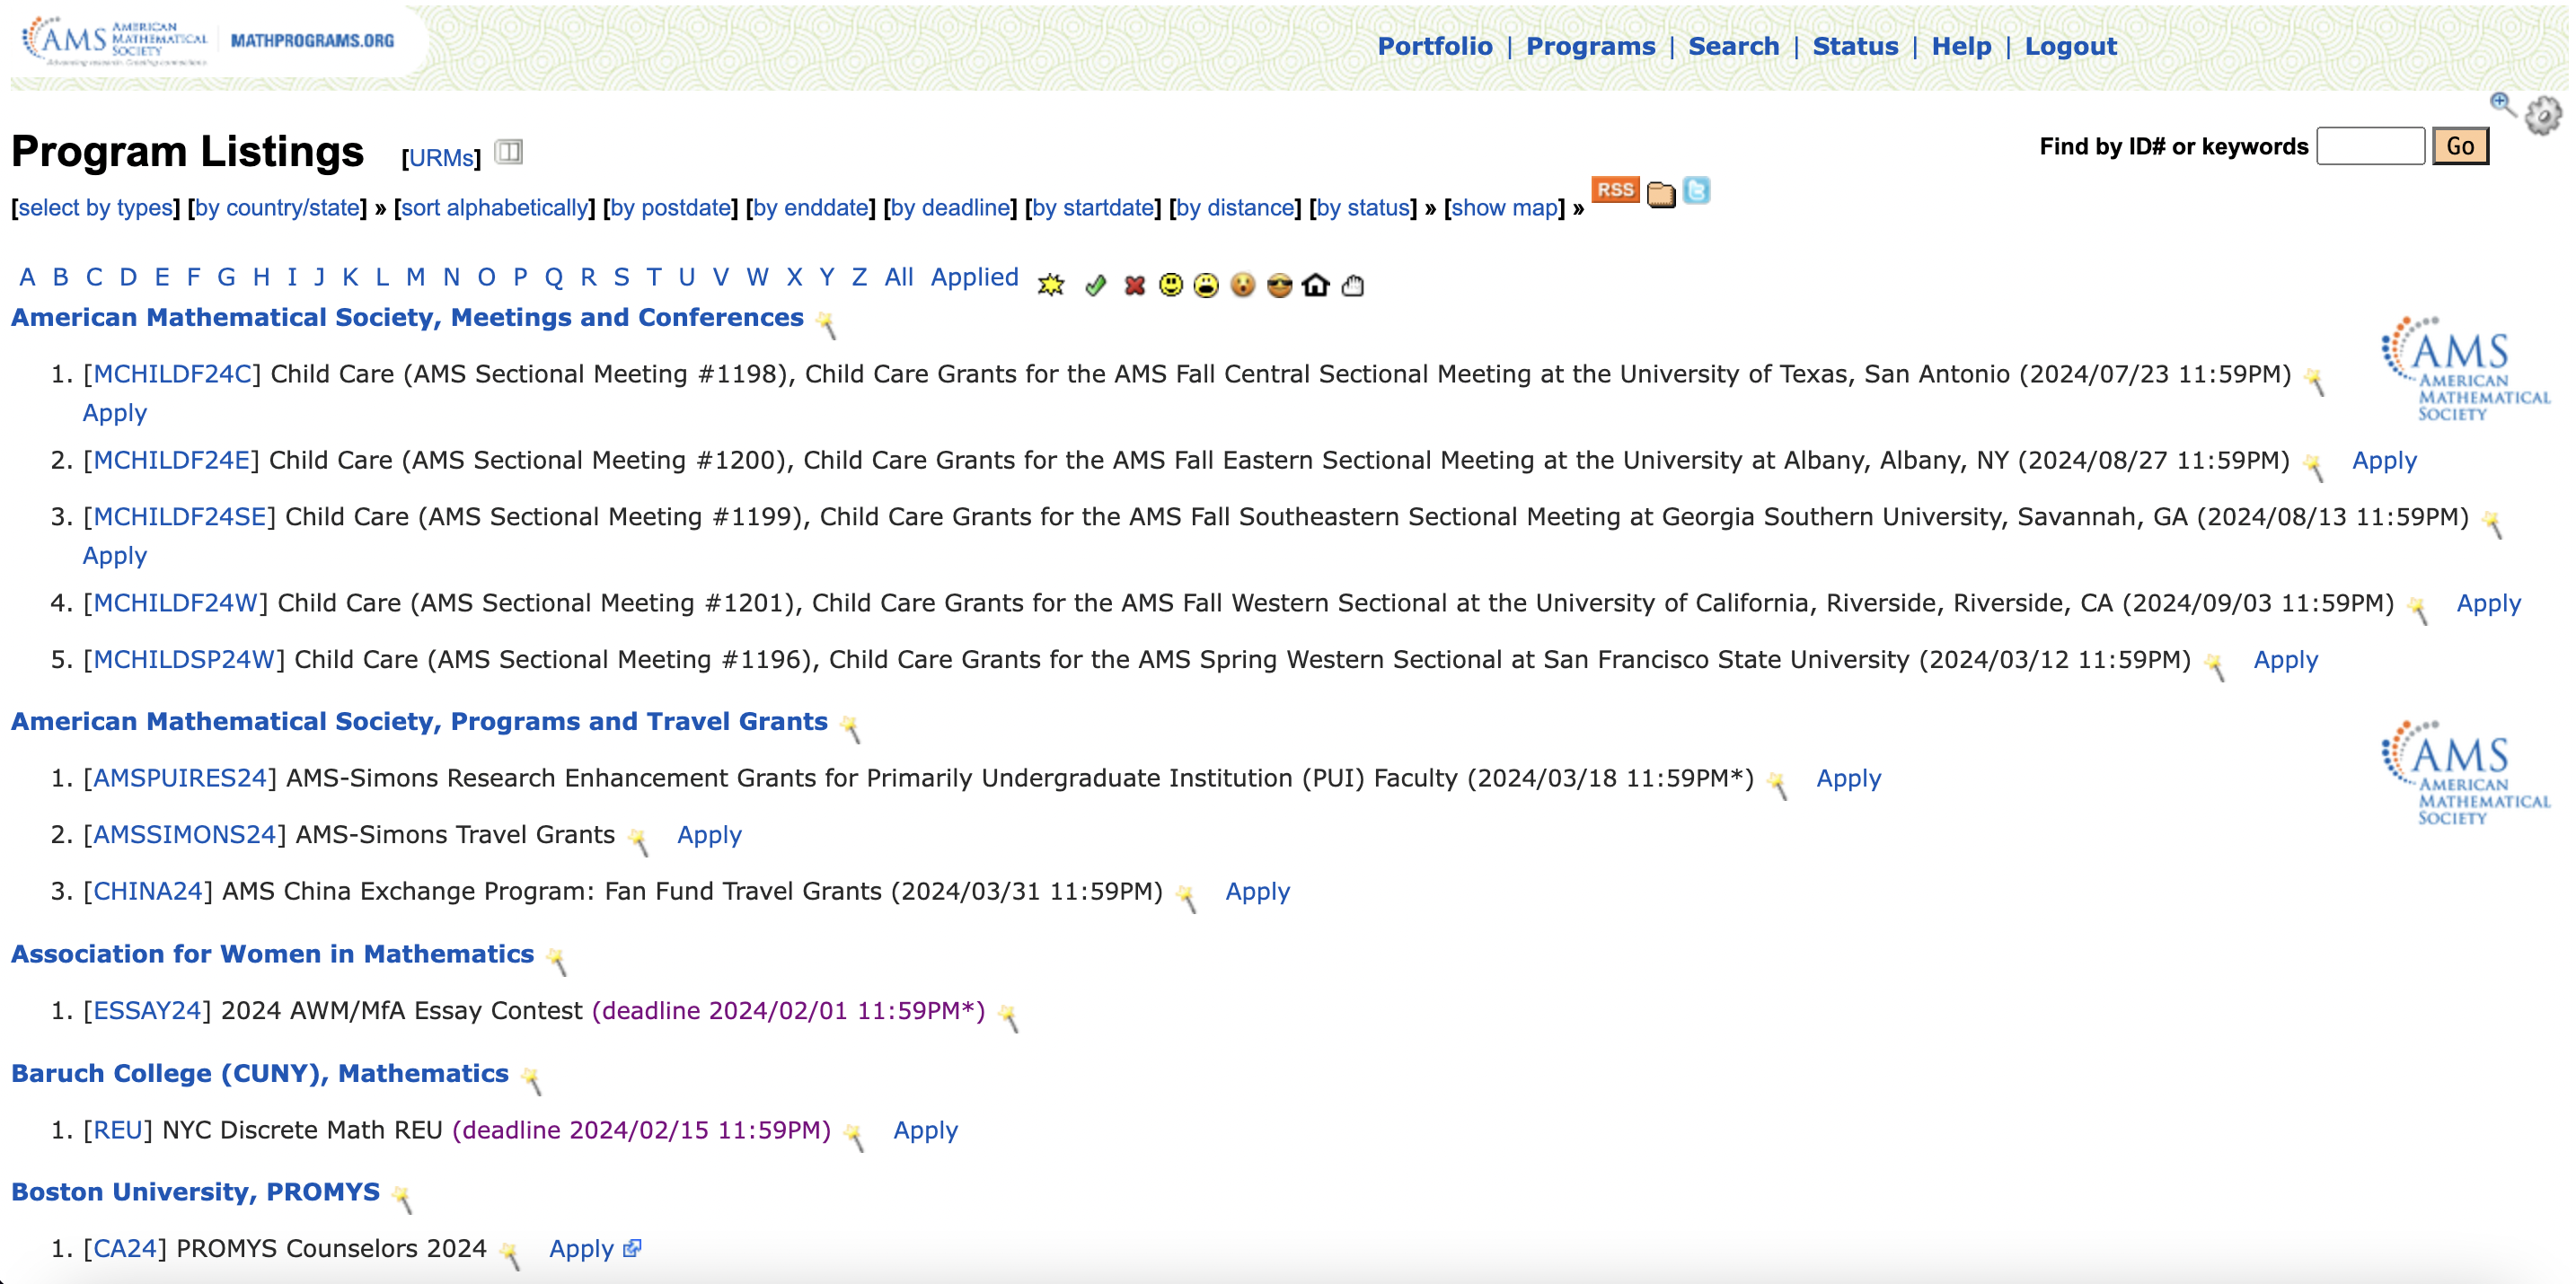 AMS AMERICAN MATHEMATICAL SOCIETY
Advancing research. Creating connections.
MATHPROGRAMS.ORG
Portfolio | Programs | Search | Status | Help | Logout
Program Listings [URMs]
Find by ID# or keywords Go
[select by types] [by country/state] » [sort alphabetically] [by postdate] [by enddate] [by deadline] [by startdate] [by distance] [by status] » [show map] » RSS
A B C D E F G H I J K L M N O P Q R S T U V W X Y Z All Applied
American Mathematical Society, Meetings and Conferences
AMS
AMERICAN
MATHEMATICAL
SOCIETY
1. [MCHILDF24C] Child Care (AMS Sectional Meeting #1198), Child Care Grants for the AMS Fall Central Sectional Meeting at the University of Texas, San Antonio (2024/07/23 11:59PM)
Apply
2. [MCHILDF24E] Child Care (AMS Sectional Meeting #1200), Child Care Grants for the AMS Fall Eastern Sectional Meeting at the University at Albany, Albany, NY (2024/08/27 11:59PM) Apply
3. [MCHILDF24SE] Child Care (AMS Sectional Meeting #1199), Child Care Grants for the AMS Fall Southeastern Sectional Meeting at Georgia Southern University, Savannah, GA (2024/08/13 11:59PM)
Apply
4. [MCHILDF24W] Child Care (AMS Sectional Meeting #1201), Child Care Grants for the AMS Fall Western Sectional at the University of California, Riverside, Riverside, CA (2024/09/03 11:59PM) Apply
5. [MCHILDSP24W] Child Care (AMS Sectional Meeting #1196), Child Care Grants for the AMS Spring Western Sectional at San Francisco State University (2024/03/12 11:59PM) Apply
American Mathematical Society, Programs and Travel Grants
AMS
AMERICAN
MATHEMATICAL
SOCIETY
1. [AMSPUIRES24] AMS-Simons Research Enhancement Grants for Primarily Undergraduate Institution (PUI) Faculty (2024/03/18 11:59PM*) Apply
2. [AMSSIMONS24] AMS-Simons Travel Grants Apply
3. [CHINA24] AMS China Exchange Program: Fan Fund Travel Grants (2024/03/31 11:59PM) Apply
Association for Women in Mathematics
1. [ESSAY24] 2024 AWM/MfA Essay Contest (deadline 2024/02/01 11:59PM*)
Baruch College (CUNY), Mathematics
1. [REU] NYC Discrete Math REU (deadline 2024/02/15 11:59PM) Apply
Boston University, PROMYS
1. [CA24] PROMYS Counselors 2024 Apply